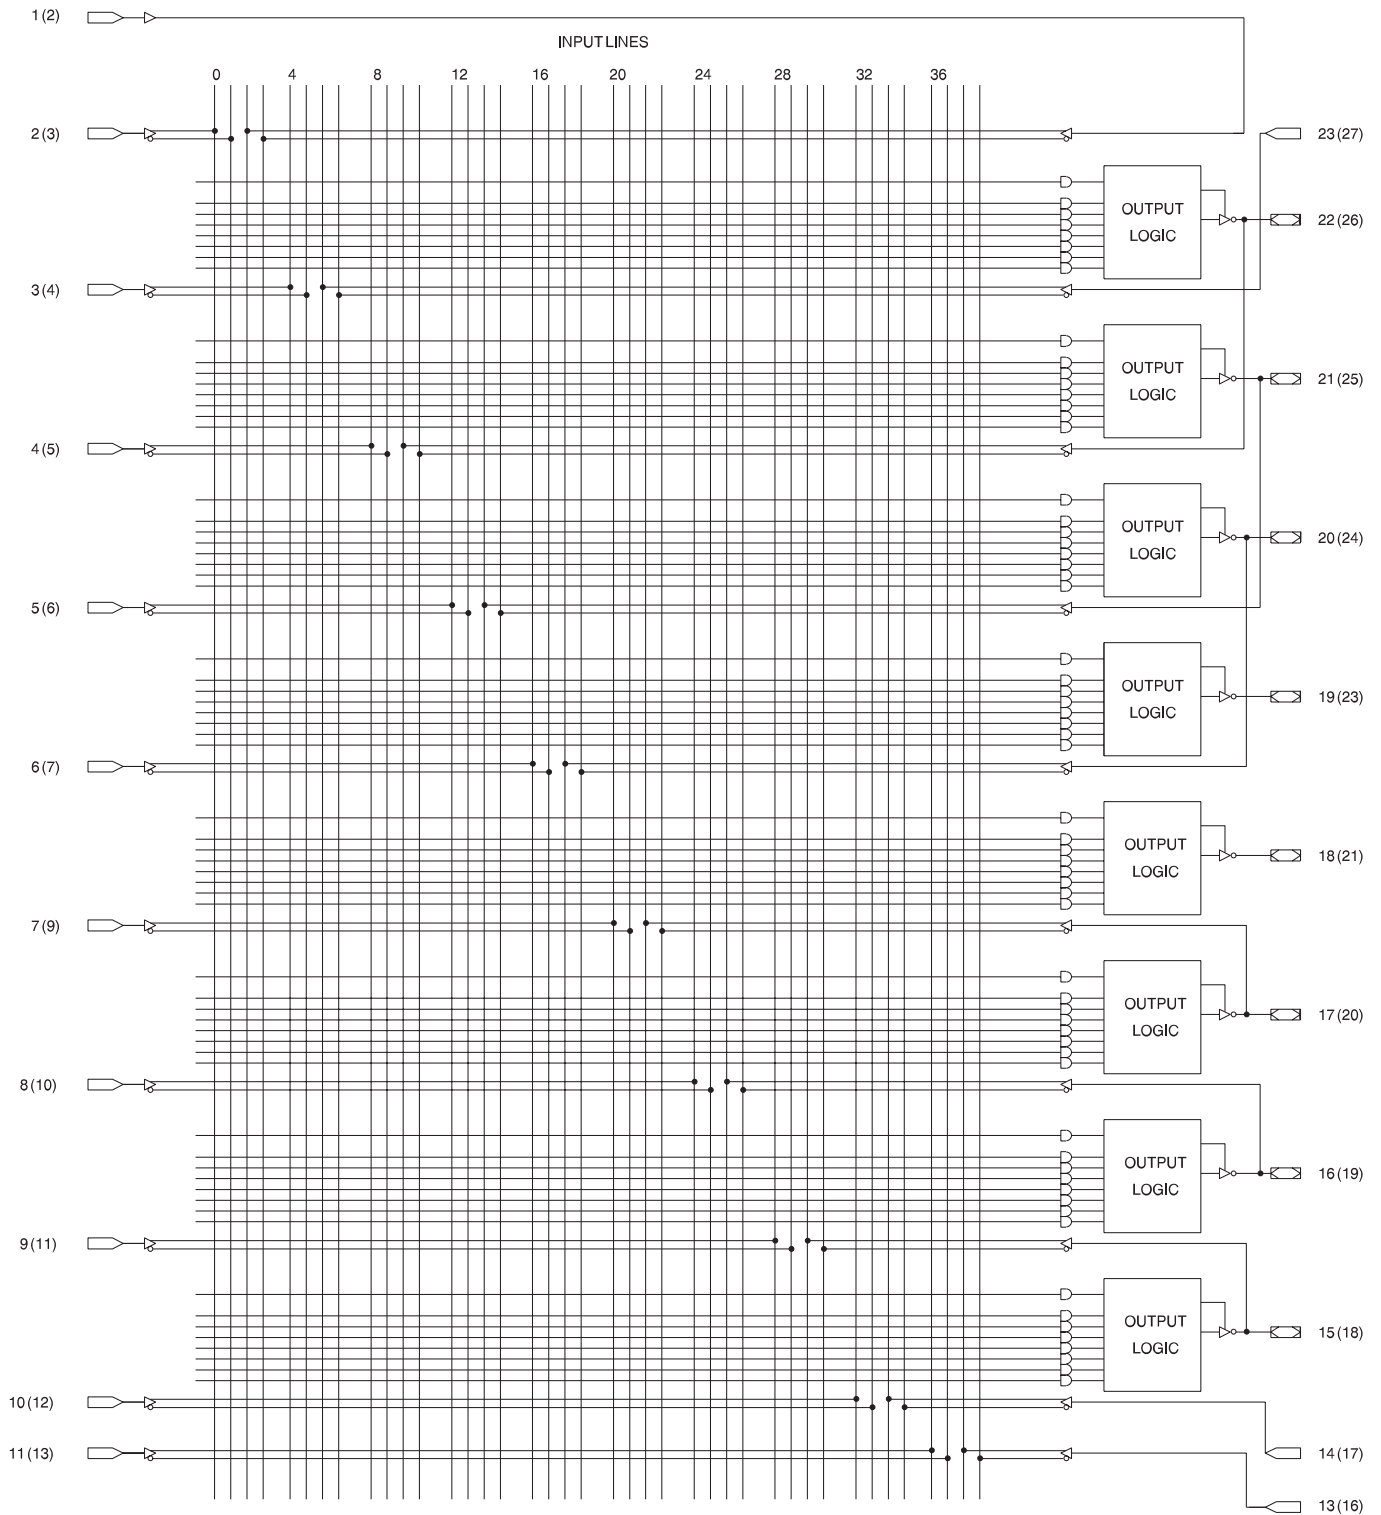 1 (2)
INPUT LINES
0 4 8 12 16 20 24 28 32 36
2 (3)
23 (27)
OUTPUT
LOGIC
22 (26)
3 (4)
OUTPUT
LOGIC
21 (25)
4 (5)
OUTPUT
LOGIC
20 (24)
5 (6)
OUTPUT
LOGIC
19 (23)
6 (7)
OUTPUT
LOGIC
18 (21)
7 (9)
OUTPUT
LOGIC
17 (20)
8 (10)
OUTPUT
LOGIC
16 (19)
9 (11)
OUTPUT
LOGIC
15 (18)
10 (12)
11 (13)
14 (17)
13 (16)